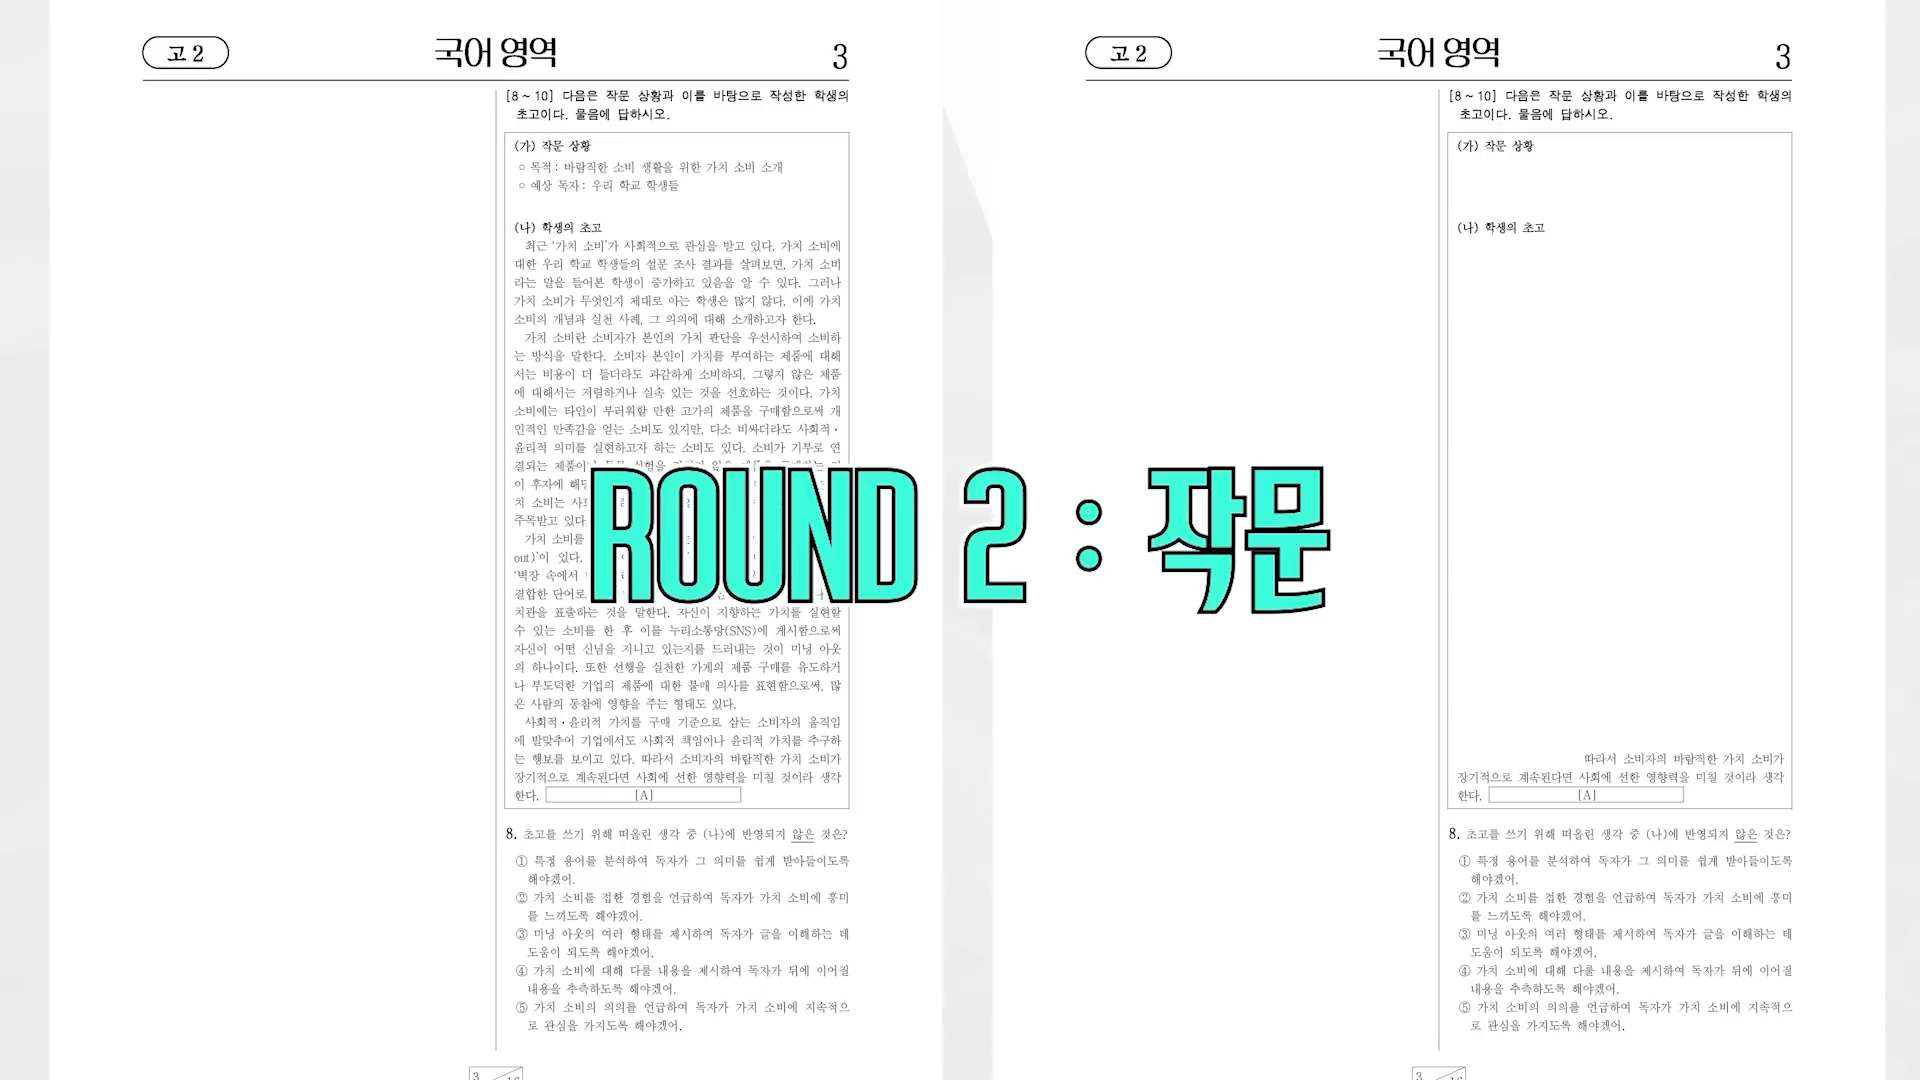 고 2
국어 영역
3
[8~10] 다음은 작문 상황과 이를 바탕으로 작성한 학생의
초고이다. 물음에 답하시오.
(가) 작문 상황
○ 목적 : 바람직한 소비 생활을 위한 가치 소비 소개
○ 예상 독자 : 우리 학교 학생들
(나) 학생의 초고
최근 ‘가치 소비’가 사회적으로 관심을 받고 있다. 가치 소비에
대한 우리 학교 학생들의 설문 조사 결과를 살펴보면, 가치 소비
라는 말을 들어본 학생이 증가하고 있음을 알 수 있다. 그러나
가치 소비가 무엇인지 제대로 아는 학생은 많지 않다. 이에 가치
소비의 개념과 실천 사례, 그 의의에 대해 소개하고자 한다.
가치 소비란 소비자가 본인의 가치 판단을 우선시하여 소비하
는 방식을 말한다. 소비자 본인이 가치를 부여하는 제품에 대해
서는 비용이 더 들더라도 과감하게 소비하되, 그렇지 않은 제품
에 대해서는 저렴하거나 실속 있는 것을 선호하는 것이다. 가치
소비에는 타인이 부러워할 만한 고가의 제품을 구매함으로써 개
인적인 만족감을 얻는 소비도 있지만, 다소 비싸더라도 사회적・
윤리적 의미를 실현하고자 하는 소비도 있다. 소비가 기부로 연
결되는
이 후자에
치 소비는
주목받고 있다.
가치 소비를
out)’이 있다.
‘벽장 속에서
결합한 단어로,
치관을 표출하는 것을 말한다. 자신이 지향하는 가치를 실현할
수 있는 소비를 한 후 이를 누리소통망(SNS)에 게시함으로써
자신이 어떤 신념을 지니고 있는지를 드러내는 것이 미닝 아웃
의 하나이다. 또한 선행을 실천한 가게의 제품 구매를 유도하거
나 부도덕한 기업의 제품에 대한 불매 의사를 표현함으로써, 많
은 사람의 동참에 영향을 주는 형태도 있다.
사회적・윤리적 가치를 구매 기준으로 삼는 소비자의 움직임
에 발맞추어 기업에서도 사회적 책임이나 윤리적 가치를 추구하
는 행보를 보이고 있다. 따라서 소비자의 바람직한 가치 소비가
장기적으로 계속된다면 사회에 선한 영향력을 미칠 것이라 생각
한다. [A]
8. 초고를 쓰기 위해 떠올린 생각 중 (나)에 반영되지 않은 것은?
① 특정 용어를 분석하여 독자가 그 의미를 쉽게 받아들이도록
해야겠어.
② 가치 소비를 접한 경험을 언급하여 독자가 가치 소비에 흥미
를 느끼도록 해야겠어.
③ 미닝 아웃의 여러 형태를 제시하여 독자가 글을 이해하는 데
도움이 되도록 해야겠어.
④ 가치 소비에 대해 다룰 내용을 제시하여 독자가 뒤에 이어질
내용을 추측하도록 해야겠어.
⑤ 가치 소비의 의의를 언급하여 독자가 가치 소비에 지속적으
로 관심을 가지도록 해야겠어.
3
ROUND 2 : 작문
고 2
국어 영역
3
[8~10] 다음은 작문 상황과 이를 바탕으로 작성한 학생의
초고이다. 물음에 답하시오.
(가) 작문 상황
(나) 학생의 초고
따라서 소비자의 바람직한 가치 소비가
장기적으로 계속된다면 사회에 선한 영향력을 미칠 것이라 생각
한다. [A]
8. 초고를 쓰기 위해 떠올린 생각 중 (나)에 반영되지 않은 것은?
① 특정 용어를 분석하여 독자가 그 의미를 쉽게 받아들이도록
해야겠어.
② 가치 소비를 접한 경험을 언급하여 독자가 가치 소비에 흥미
를 느끼도록 해야겠어.
③ 미닝 아웃의 여러 형태를 제시하여 독자가 글을 이해하는 데
도움이 되도록 해야겠어.
④ 가치 소비에 대해 다룰 내용을 제시하여 독자가 뒤에 이어질
내용을 추측하도록 해야겠어.
⑤ 가치 소비의 의의를 언급하여 독자가 가치 소비에 지속적으
로 관심을 가지도록 해야겠어.
3